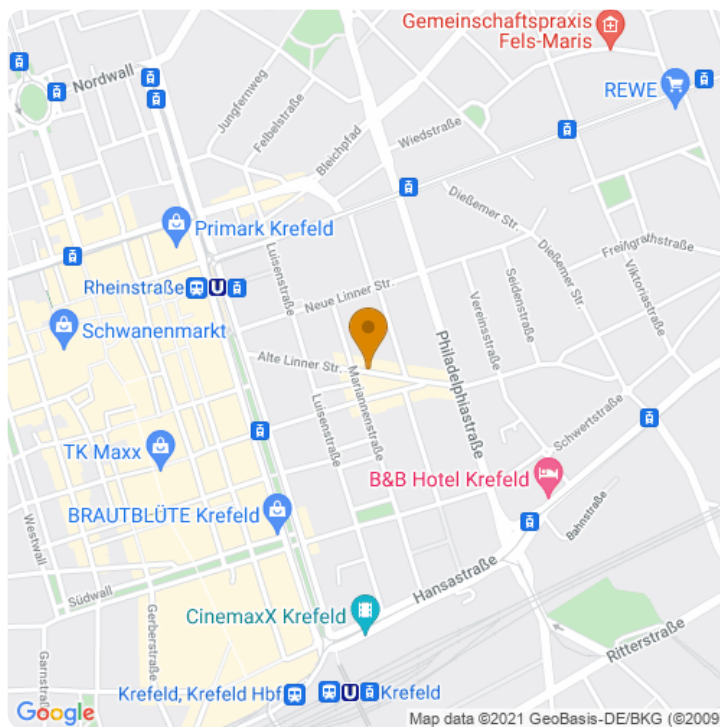 Gemeinschaftspraxis
Fels-Maris
Nordwall
REWE
Jungfernweg
Felbelstraße
Bleichpfad
Wiedstraße
Primark Krefeld
Dießemer Str.
Dießemer Str.
Freiligrathstraße
Rheinstraße
U
Luisenstraße
Neue Linner Str.
Seidenstraße
Viktoriastraße
Vereinsstraße
Schwanenmarkt
Philadelphiastraße
Alte Linner Str.
Mariannenstraße
Luisenstraße
Schwertstraße
TK Maxx
B&B Hotel Krefeld
BRAUTBLÜTE Krefeld
Westwall
Bahnstraße
Südwall
Gerberstraße
Hansastraße
CinemaxX Krefeld
Ritterstraße
Garnstraße
Krefeld, Krefeld Hbf
U
Krefeld
Google
Map data ©2021 GeoBasis-DE/BKG (©2009